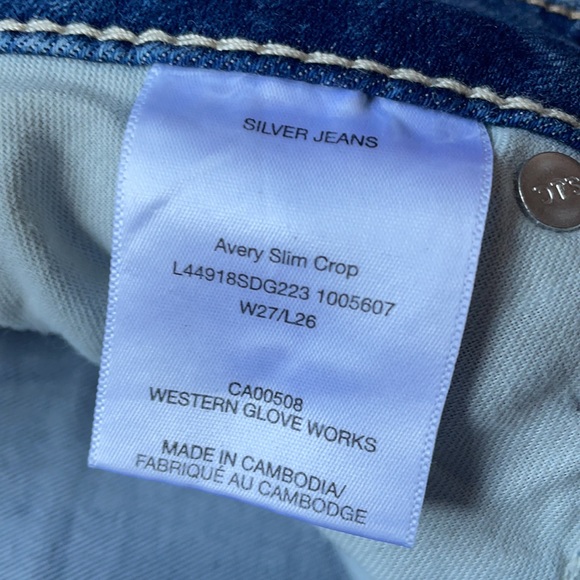 SILVER JEANS
Avery Slim Crop
L44918SDG223 1005607
W27/L26
CA00508
WESTERN GLOVE WORKS
MADE IN CAMBODIA/
FABRIQUÉ AU CAMBODGE